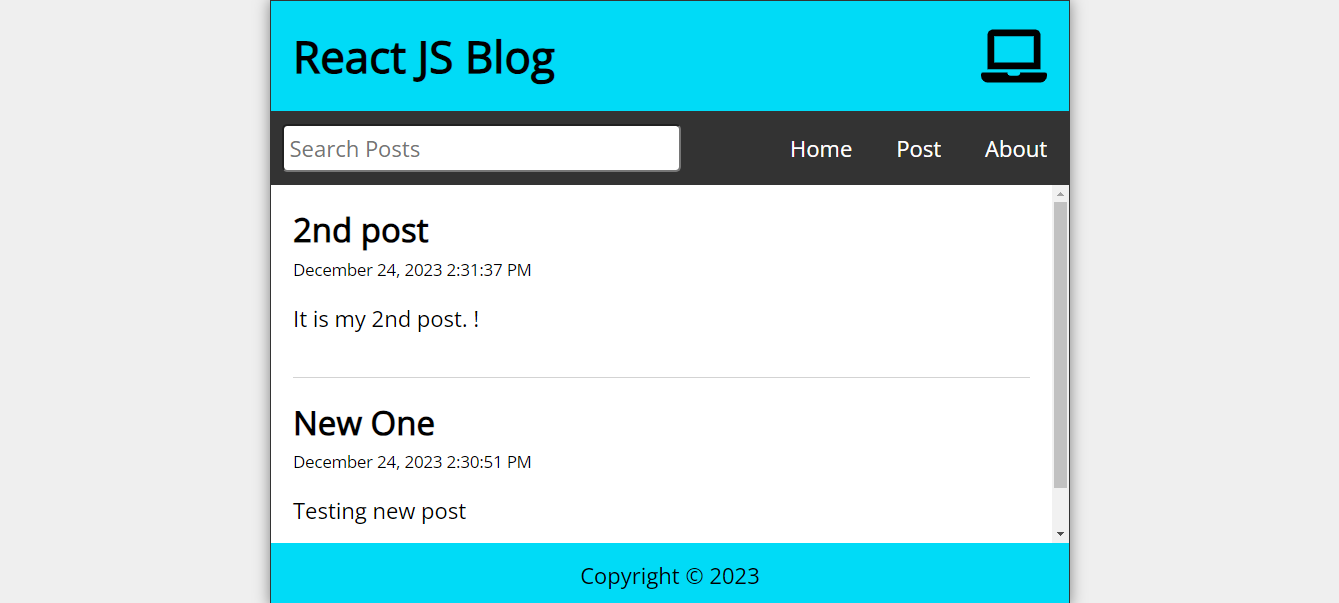 React JS Blog
Search Posts
Home Post About
2nd post
December 24, 2023 2:31:37 PM
It is my 2nd post. !
New One
December 24, 2023 2:30:51 PM
Testing new post
Copyright © 2023